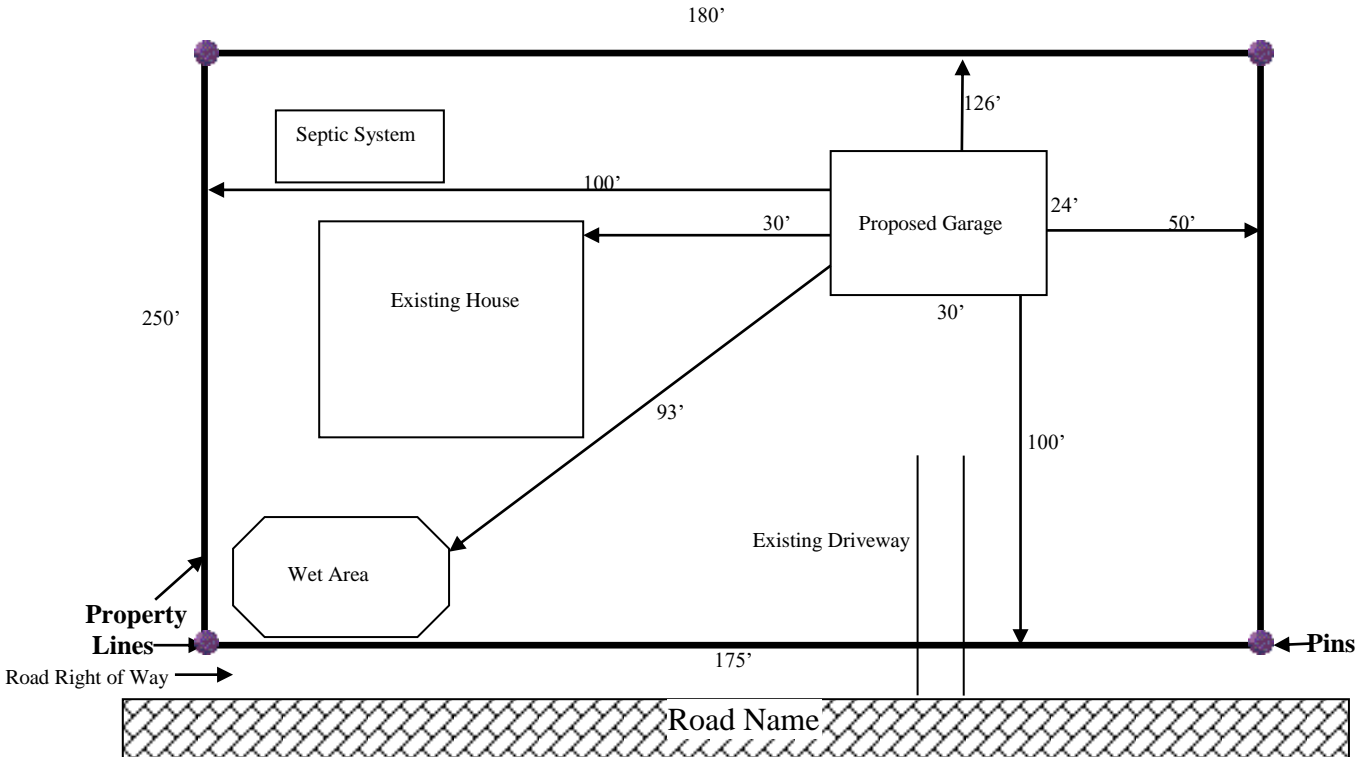 180’
126’
Septic System
100’
24’
30’
Proposed Garage
50’
Existing House
30’
250’
93’
100’
Existing Driveway
Wet Area
Property
Lines
Pins
175’
Road Right of Way
Road Name